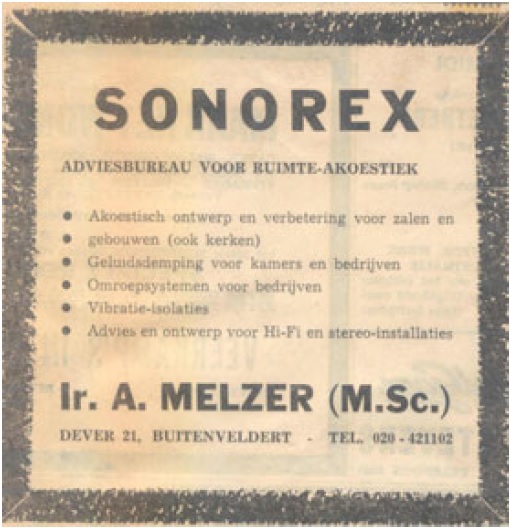 SONOREX
ADVIESBUREAU VOOR RUIMTE-AKOESTIEK
● Akoestisch ontwerp en verbetering voor zalen en
● gebouwen (ook kerken)
● Geluidsdemping voor kamers en bedrijven
● Omroepsystemen voor bedrijven
● Vibratie-isolaties
● Advies en ontwerp voor Hi-Fi en stereo-installaties
Ir. A. MELZER (M.Sc.)
DEVER 21, BUITENVELDERT - TEL. 020-421102